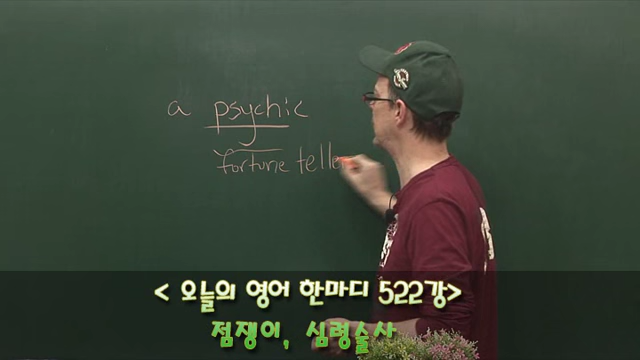 a psychic
fortune telle
< 오늘의 영어 한마디 522강>
점쟁이, 심령술사